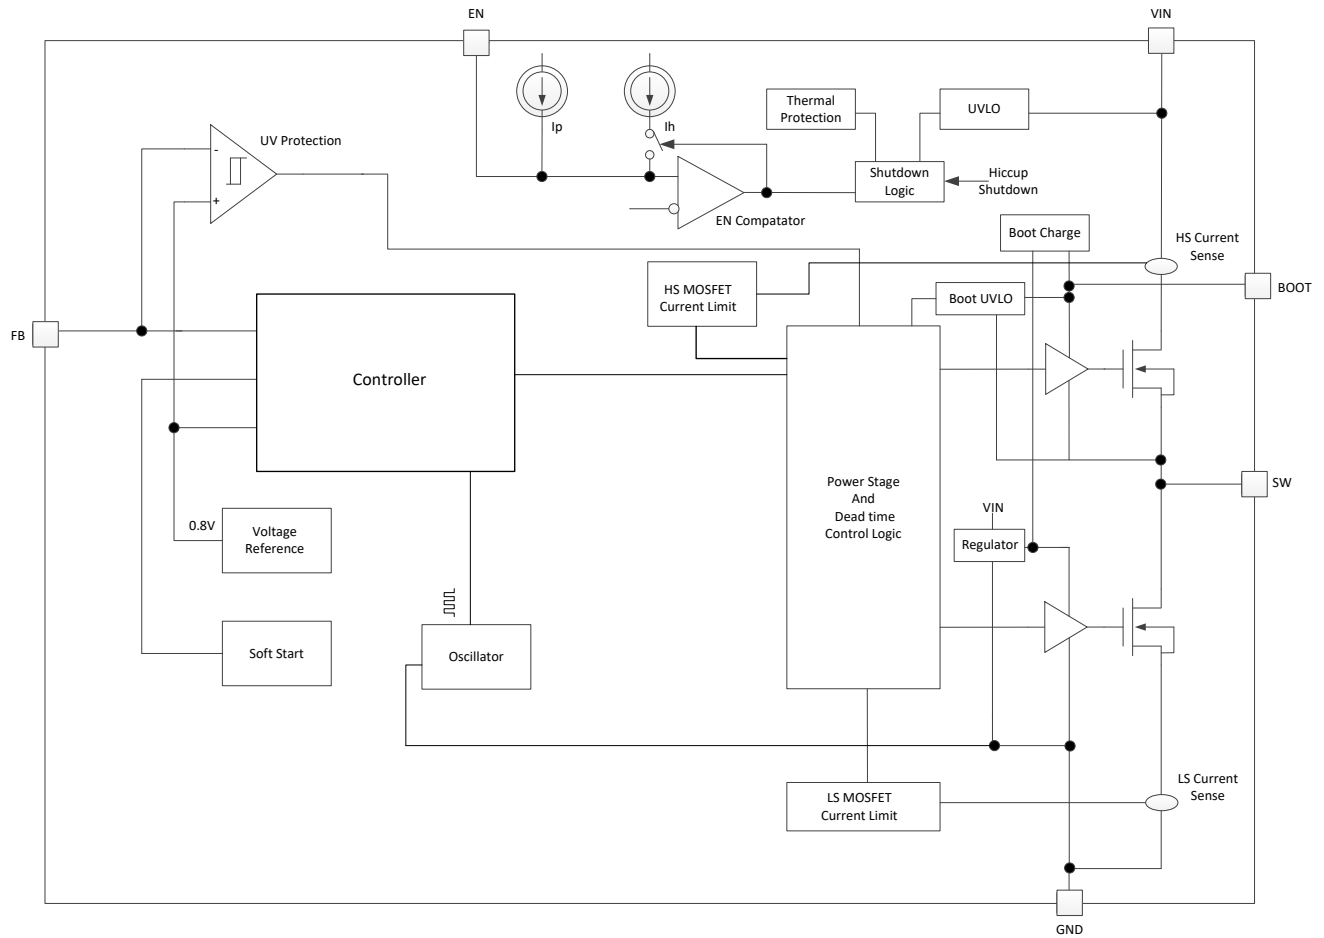 EN
VIN
Thermal
Protection
UVLO
Ip
Ih
UV Protection
-
+
Shutdown
Logic
Hiccup
Shutdown
EN Compatator
Boot Charge
HS Current
Sense
HS MOSFET
Current Limit
Boot UVLO
BOOT
FB
Controller
Power Stage
And
Dead time
Control Logic
SW
VIN
Regulator
0.8V
Voltage
Reference
Soft Start
Oscillator
LS MOSFET
Current Limit
LS Current
Sense
GND